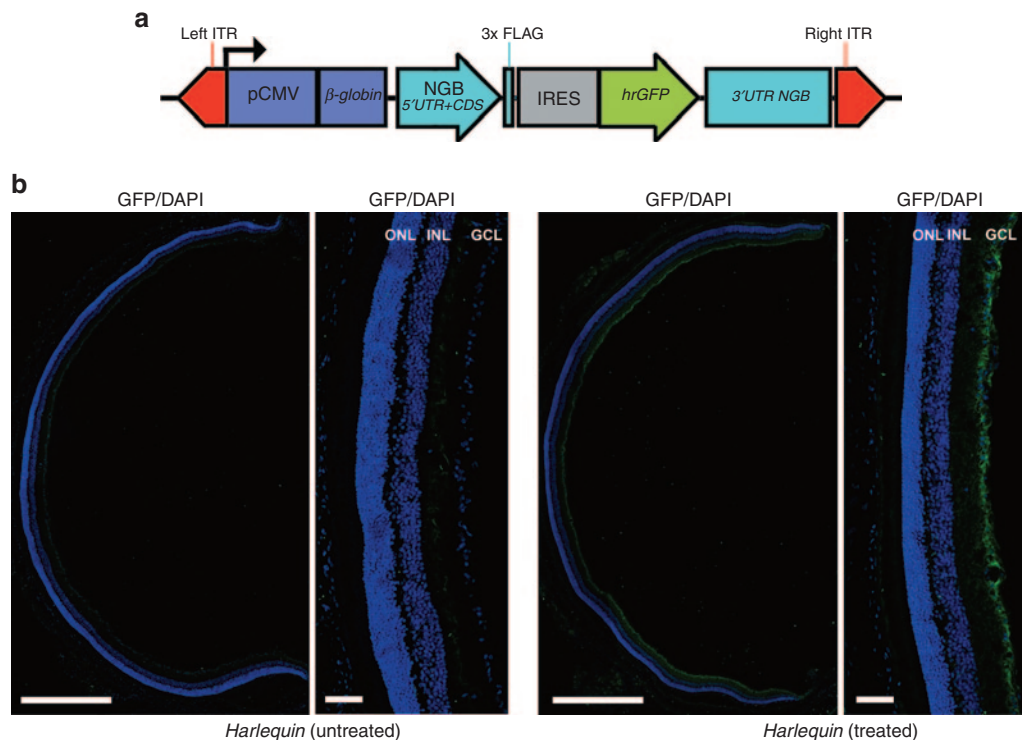 a
Left ITR
3x FLAG
Right ITR
pCMV
β-globin
NGB
5′UTR+CDS
IRES
hrGFP
3′UTR NGB
b
GFP/DAPI
GFP/DAPI
GFP/DAPI
GFP/DAPI
ONL INL GCL
ONL INL GCL
Harlequin (untreated)
Harlequin (treated)